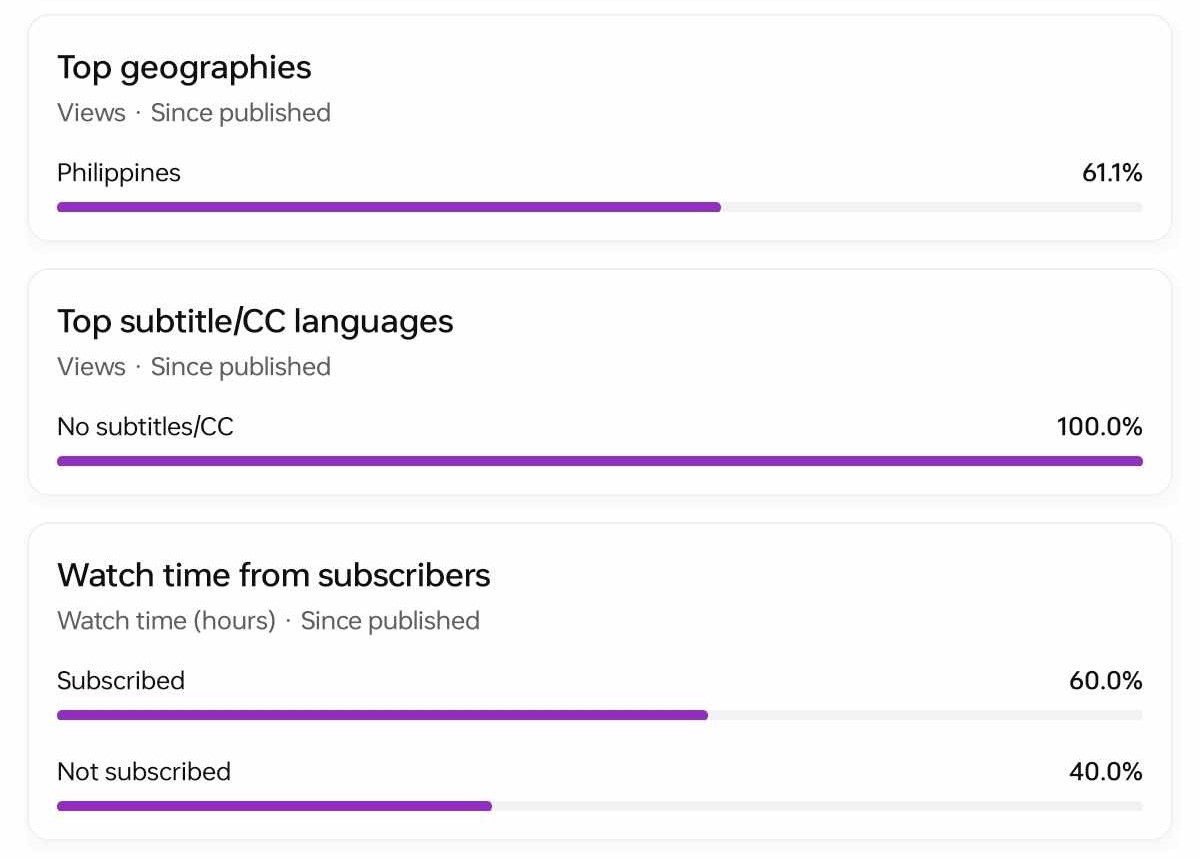 Top geographies
Views · Since published
Philippines 61.1%
Top subtitle/CC languages
Views · Since published
No subtitles/CC 100.0%
Watch time from subscribers
Watch time (hours) · Since published
Subscribed 60.0%
Not subscribed 40.0%